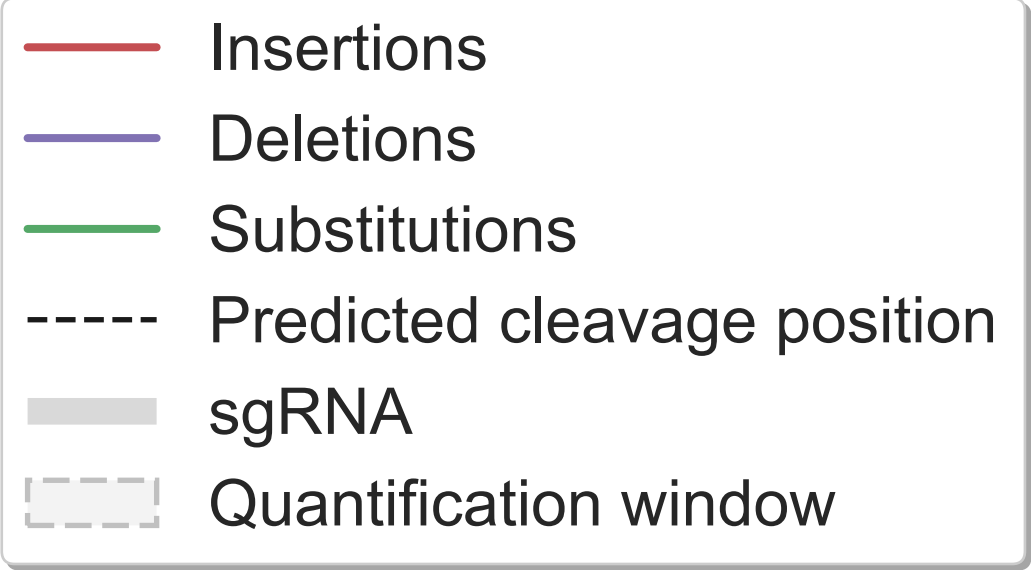 Insertions
Deletions
Substitutions
Predicted cleavage position
sgRNA
Quantification window